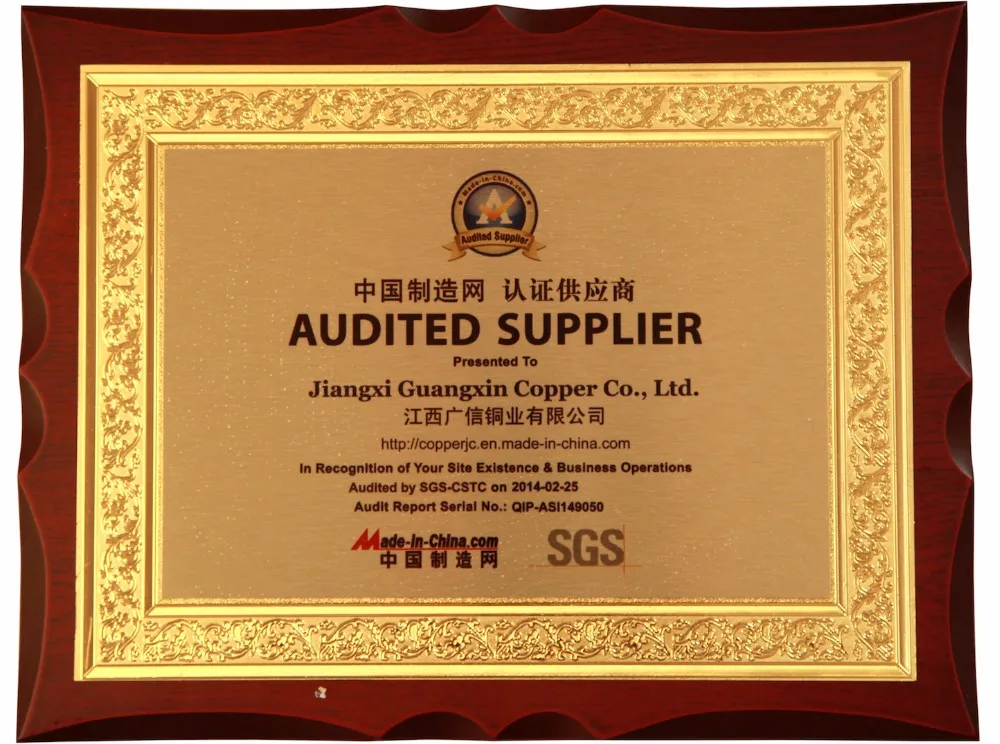 Made-in-China.com
Audited Supplier
中国制造网 认证供应商
AUDITED SUPPLIER
Presented To
Jiangxi Guangxin Copper Co., Ltd.
江西广信铜业有限公司
http://copperjc.en.made-in-china.com
In Recognition of Your Site Existence & Business Operations
Audited by SGS-CSTC on 2014-02-25
Audit Report Serial No.: QIP-ASI149050
Made-in-China.com
中国制造网
SGS